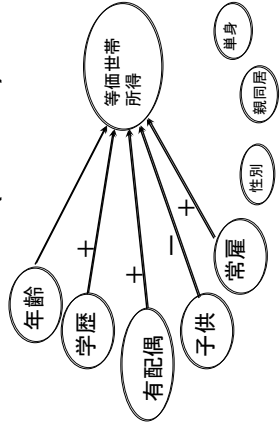 年齢
学歴
有配偶
子供
常雇
+
+
−
+
等価世帯
所得
性別
親同居
単身